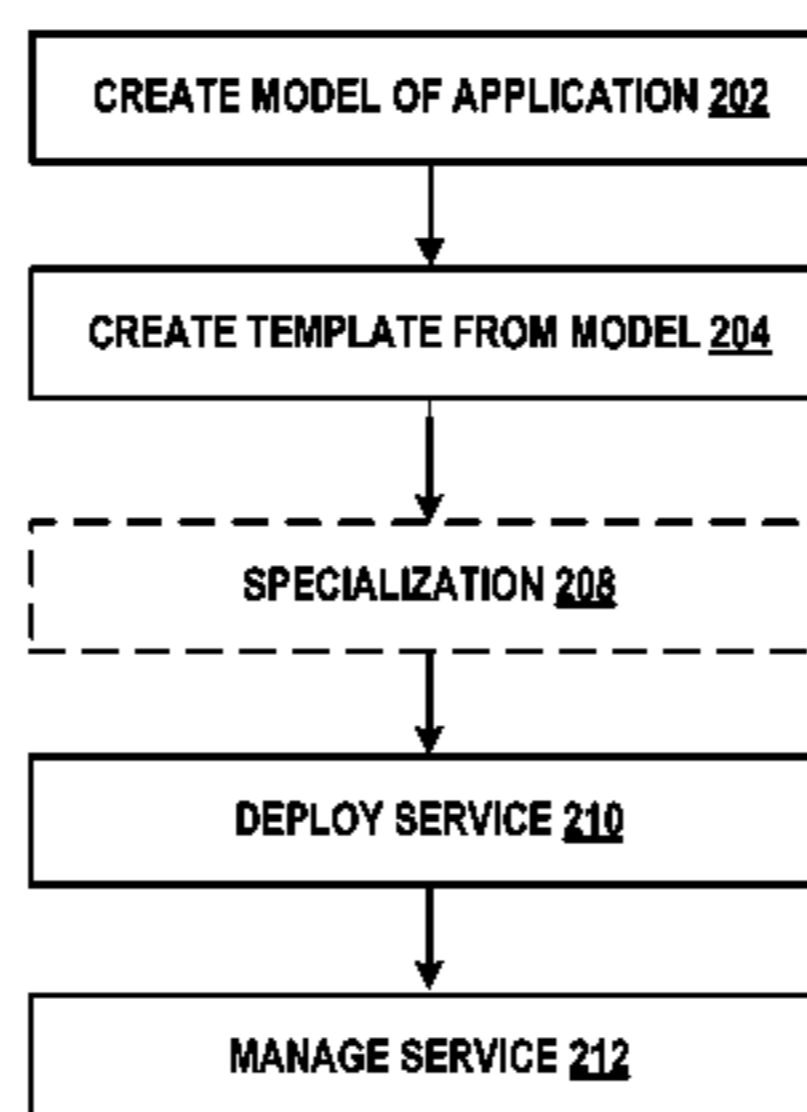 CREATE MODEL OF APPLICATION 202
CREATE TEMPLATE FROM MODEL 204
SPECIALIZATION 208
DEPLOY SERVICE 210
MANAGE SERVICE 212